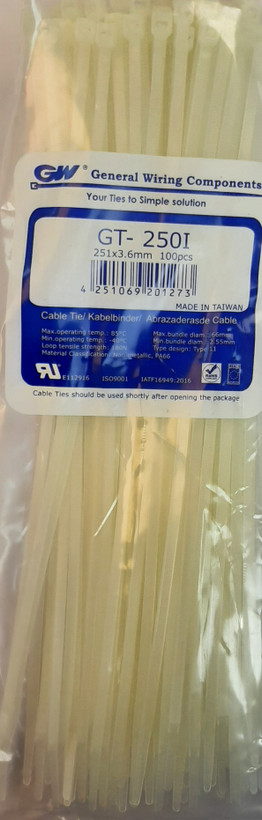 GW® General Wiring Components
Your Ties to Simple solution
GT- 250I
251x3.6mm 100pcs
4 251069 201273
MADE IN TAIWAN
Cable Tie/ Kabelbinder/ Abrazaderasde Cable
Max.operating temp.: 85°C
Min.operating temp.: -40°C
Loop tensile strength:
Material Classification: metallic, PA66
Max.bundle diam.: 66mm
Min.bundle diam.: 1.55mm
Type design: Type 11
E112916 ISO9001 IATF16949:2016
RoHS
Cable Ties should be used shortly after opening the package